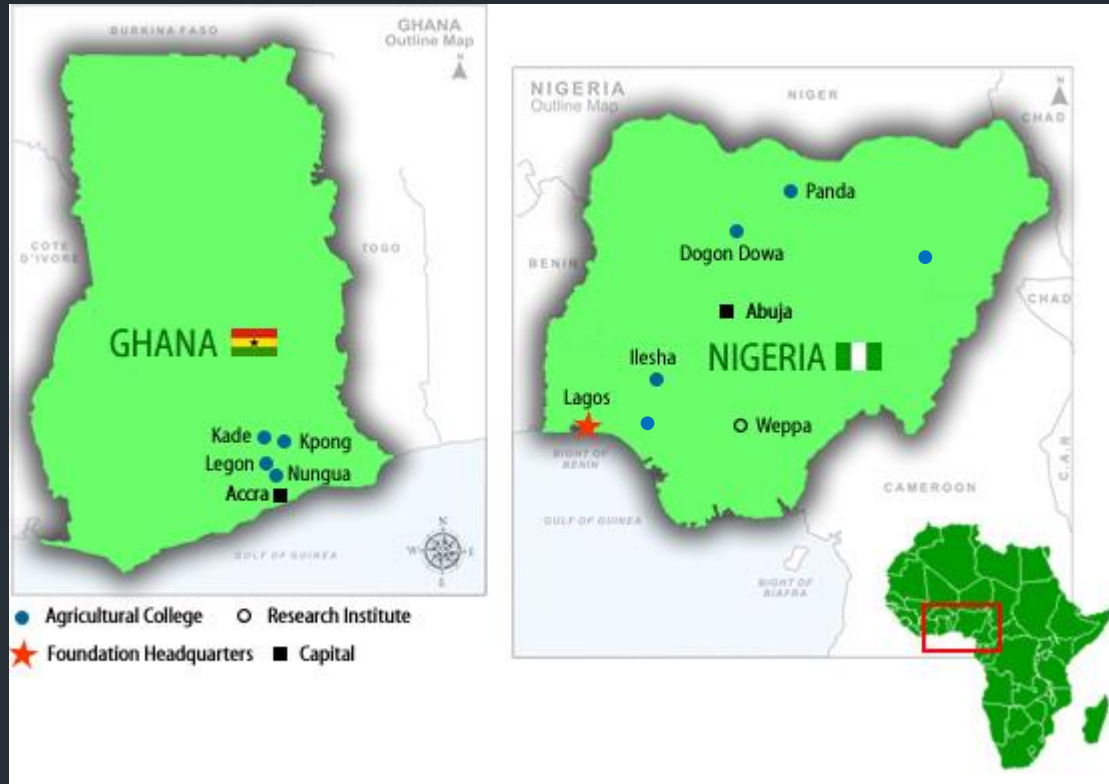 BURKINA FASO
GHANA
Outline Map
N
COTE
D'IVORE
TOGO
GHANA
Kade
Kpong
Legon
Nungua
Accra
GULF OF GUINEA
N
W
E
S
NIGERIA
Outline Map
NIGER
N
CHAD
Panda
Dogon Dowa
BENIN
CHAD
Abuja
Ilesha
NIGERIA
Lagos
Weppa
BIGHT OF
BENIN
C.A.R
CAMEROON
GULF OF GUINEA
BIGHT OF
BIAFRA
Agricultural College
Research Institute
Foundation Headquarters
Capital